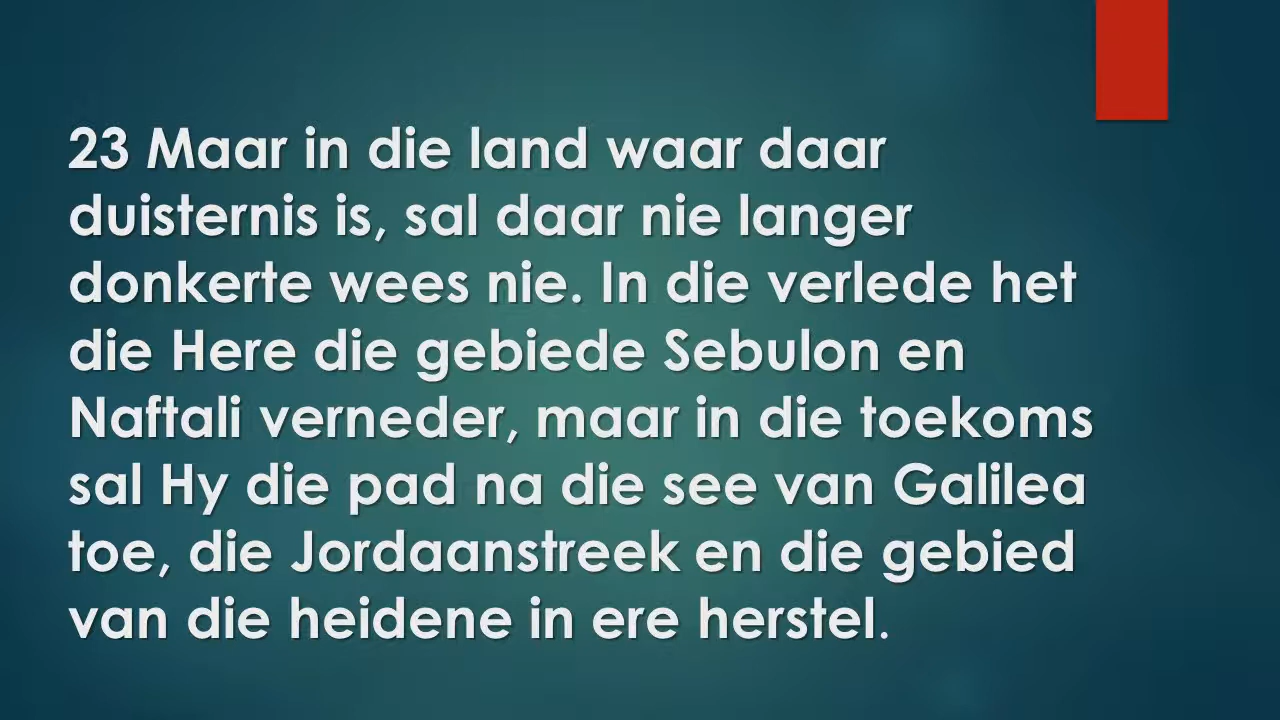 23 Maar in die land waar daar
duisternis is, sal daar nie langer
donkerte wees nie. In die verlede het
die Here die gebiede Sebulon en
Naftali verneder, maar in die toekoms
sal Hy die pad na die see van Galilea
toe, die Jordaanstreek en die gebied
van die heidene in ere herstel.